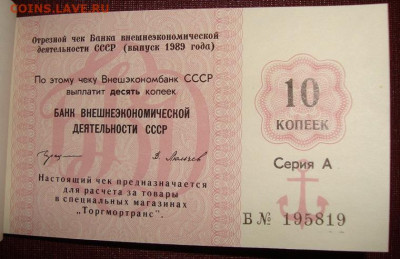 COINS.LAVE.RU
Отрезной чек Банка внешнеэкономической
деятельности СССР (выпуск 1989 года)
По этому чеку Внешэкономбанк СССР
выплатит десять копеек
БАНК ВНЕШНЕЭКОНОМИЧЕСКОЙ
ДЕЯТЕЛЬНОСТИ СССР
Настоящий чек предназначается
для расчета за товары
в специальных магазинах
"Торгмортранс".
10
КОПЕЕК
Серия А
Б № 195819